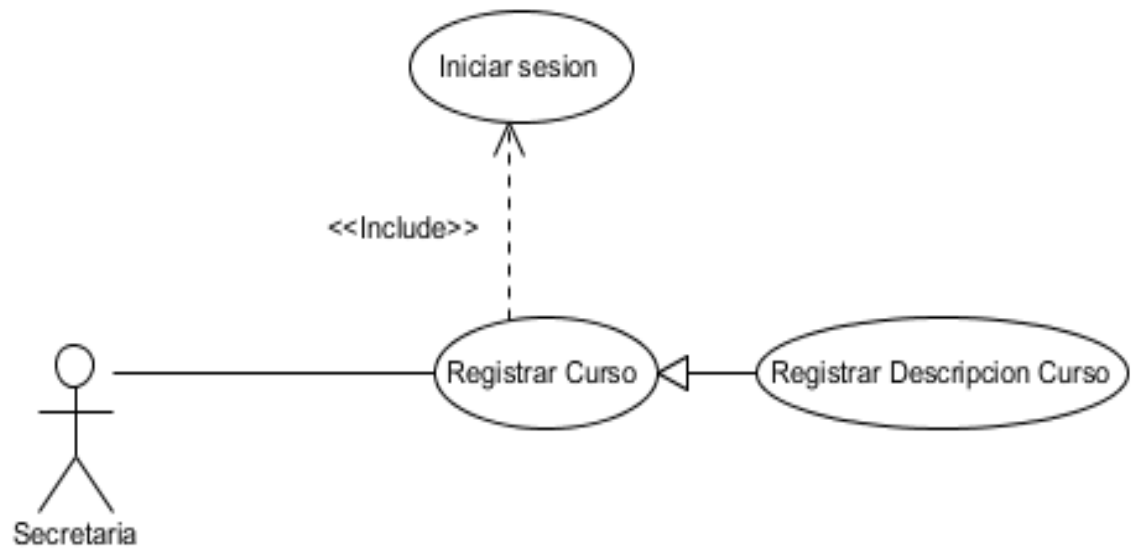 Iniciar sesion
<<Include>>
Registrar Curso
Registrar Descripcion Curso
Secretaria